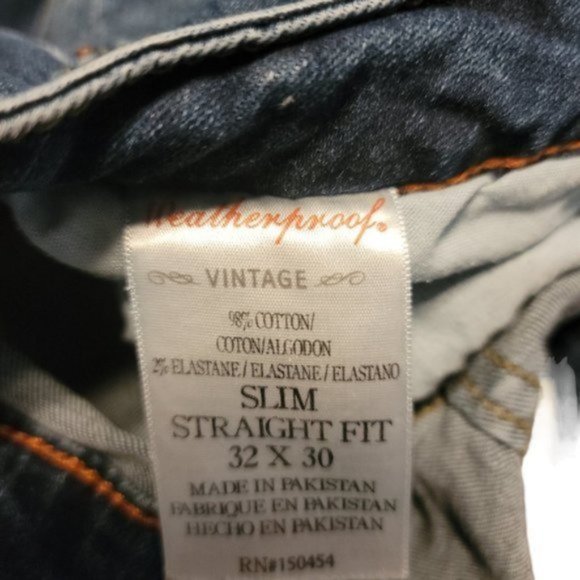 Weatherproof®
VINTAGE
98% COTTON/
COTON/ALGODON
2% ELASTANE/ELASTANE/ELASTANO
SLIM
STRAIGHT FIT
32 X 30
MADE IN PAKISTAN
FABRIQUE EN PAKISTAN
HECHO EN PAKISTAN
RN#150454